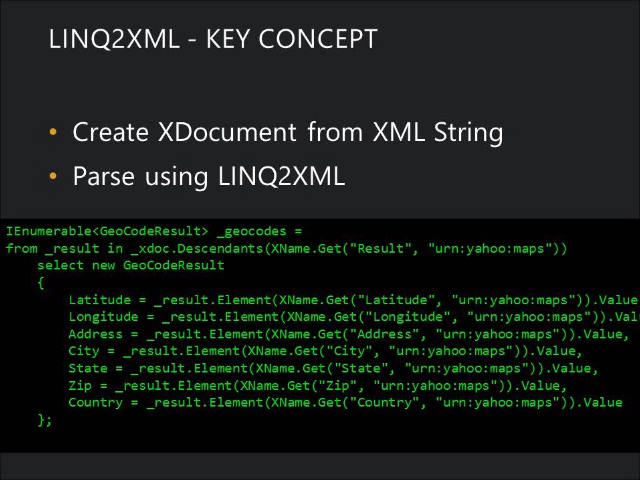 LINQ2XML - KEY CONCEPT
• Create XDocument from XML String
• Parse using LINQ2XML
IEnumerable<GeoCodeResult> _geocodes =
from _result in _xdoc.Descendants(XName.Get("Result", "urn:yahoo:maps"))
    select new GeoCodeResult
    {
        Latitude = _result.Element(XName.Get("Latitude", "urn:yahoo:maps")).Value
        Longitude = _result.Element(XName.Get("Longitude", "urn:yahoo:maps")).Val
        Address = _result.Element(XName.Get("Address", "urn:yahoo:maps")).Value,
        City = _result.Element(XName.Get("City", "urn:yahoo:maps")).Value,
        State = _result.Element(XName.Get("State", "urn:yahoo:maps")).Value,
        Zip = _result.Element(XName.Get("Zip", "urn:yahoo:maps")).Value,
        Country = _result.Element(XName.Get("Country", "urn:yahoo:maps")).Value
    };